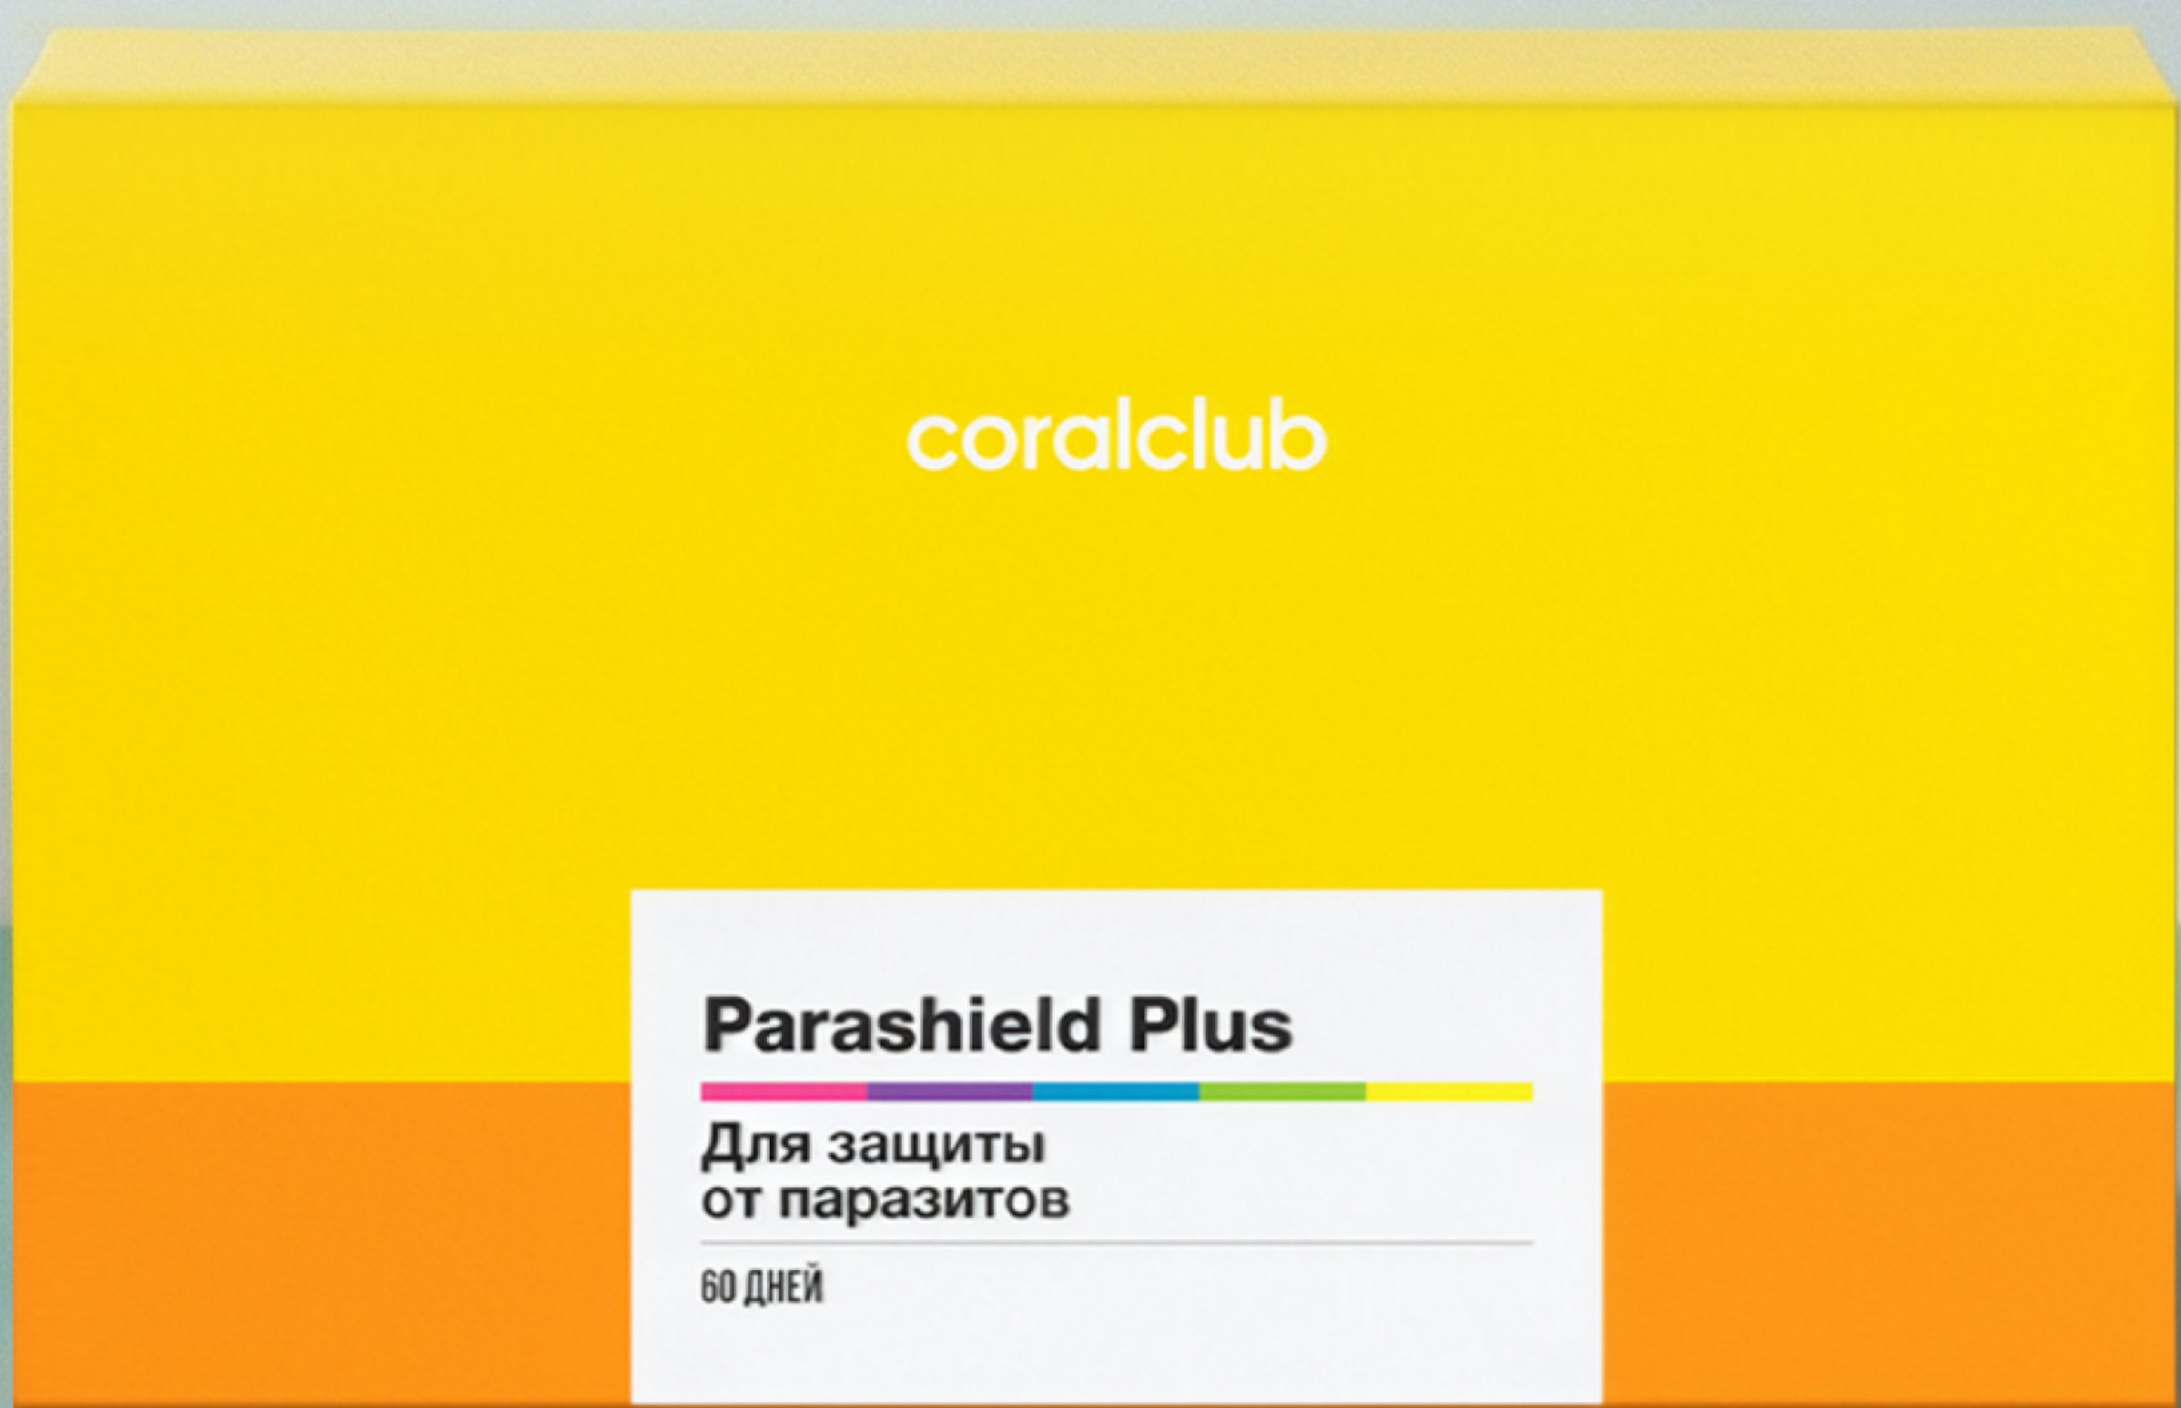 coralclub
Parashield Plus
Для защиты
от паразитов
60 ДНЕЙ